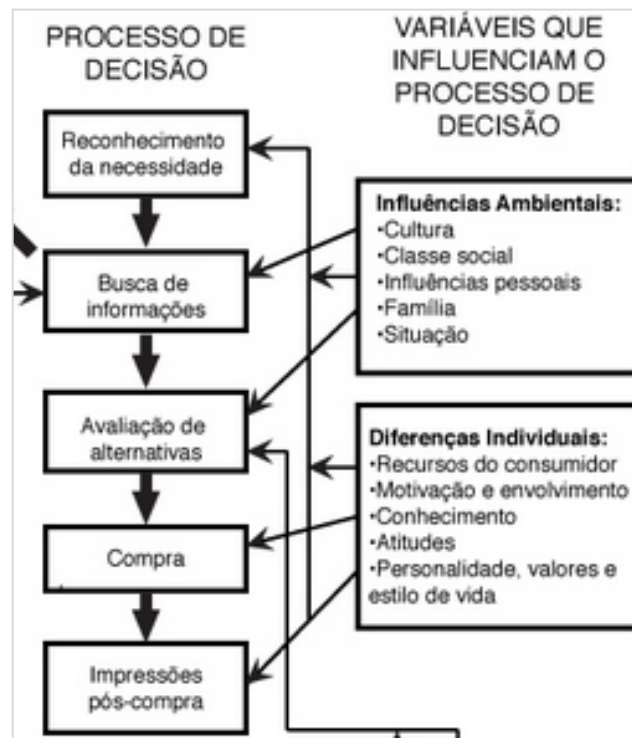 PROCESSO DE
DECISÃO
VARIÁVEIS QUE
INFLUENCIAM O
PROCESSO DE
DECISÃO
Reconhecimento
da necessidade
Busca de
informações
Avaliação de
alternativas
Compra
Impressões
pós-compra
Influências Ambientais:
•Cultura
•Classe social
•Influências pessoais
•Família
•Situação
Diferenças Individuais:
•Recursos do consumidor
•Motivação e envolvimento
•Conhecimento
•Atitudes
•Personalidade, valores e
estilo de vida